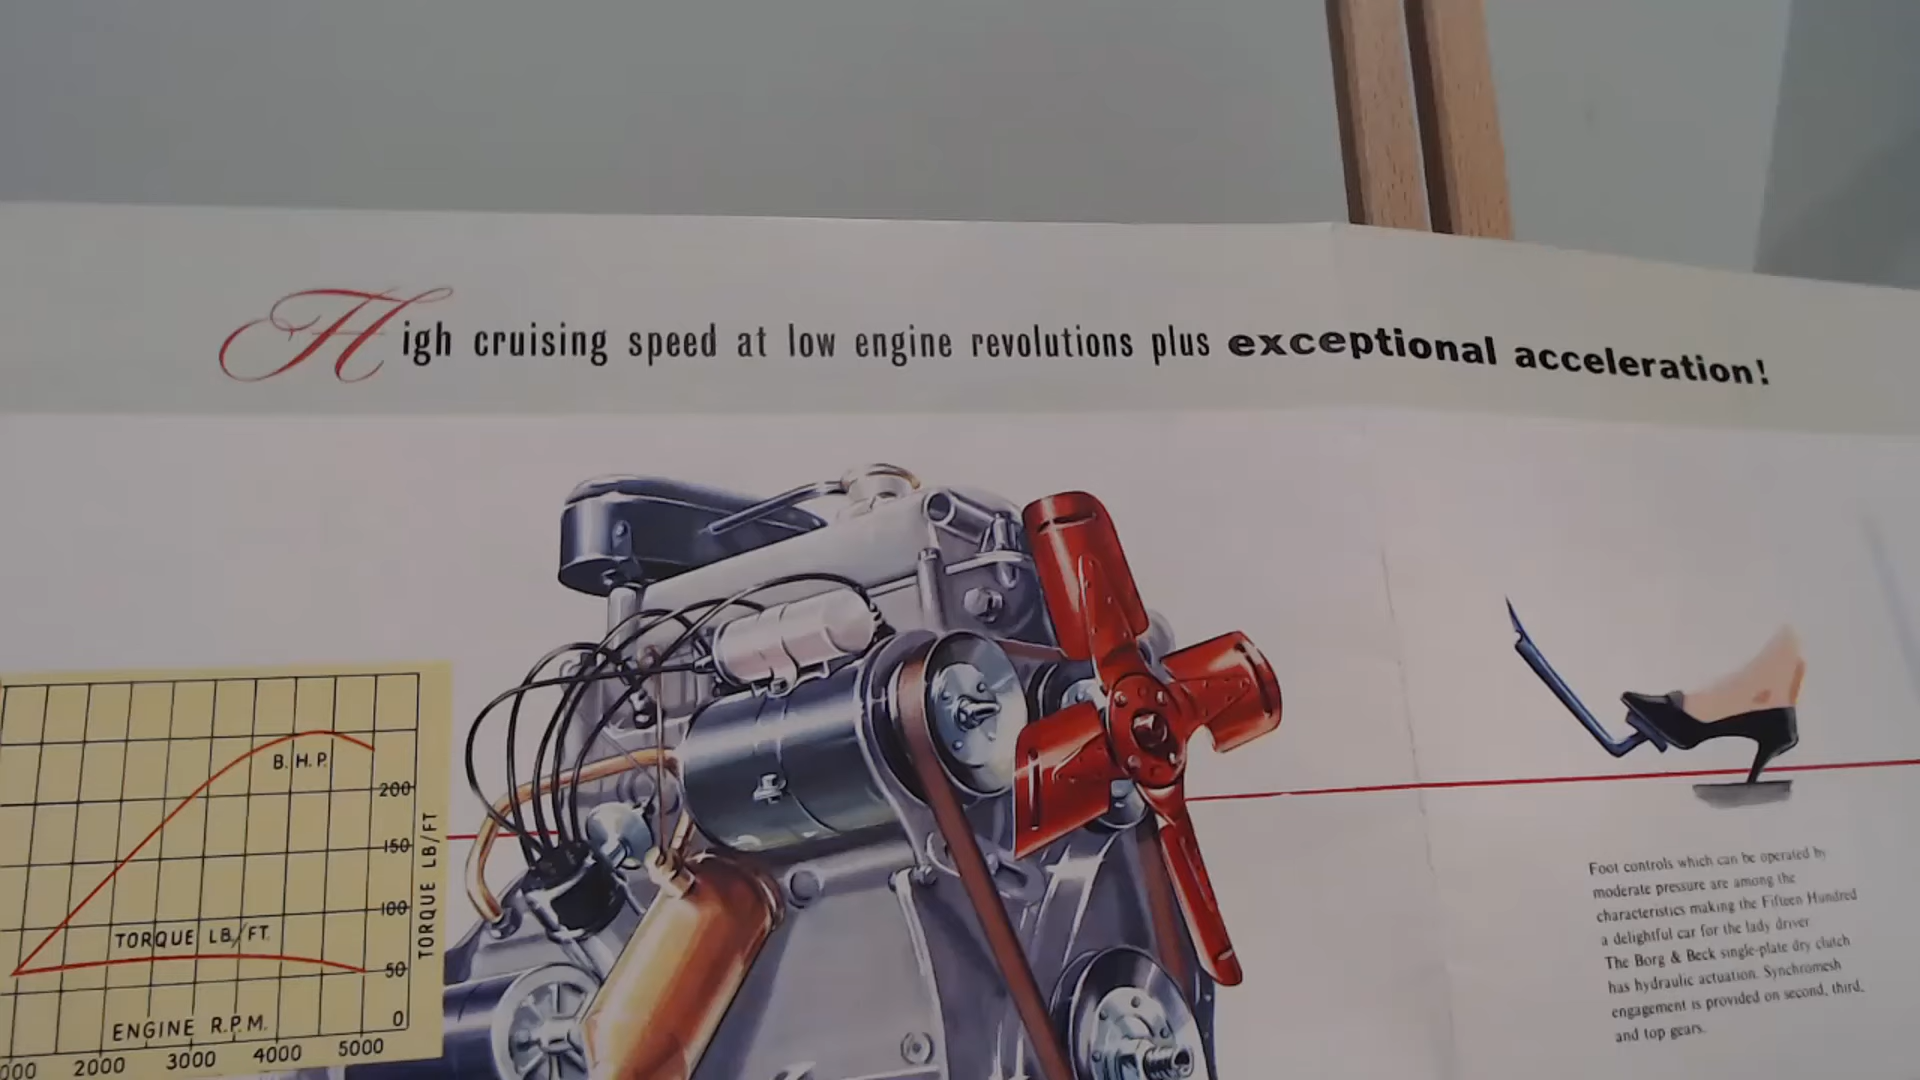 High cruising speed at low engine revolutions plus exceptional acceleration!
B.H.P.
200
150
100
50
0
TORQUE LB/FT
TORQUE LB/FT.
ENGINE R.P.M.
000 2000 3000 4000 5000
Foot controls which can be operated by
moderate pressure are among the
characteristics making the Fifteen Hundred
a delightful car for the lady driver
The Borg & Beck single-plate dry clutch
has hydraulic actuation. Synchromesh
engagement is provided on second, third,
and top gears.